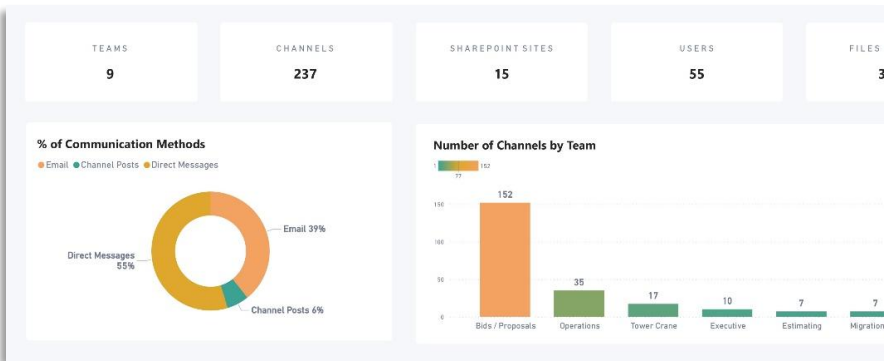 TEAMS
9
CHANNELS
237
SHAREPOINT SITES
15
USERS
55
FILES
3
% of Communication Methods
Email Channel Posts Direct Messages
Email 39%
Direct Messages
55%
Channel Posts 6%
Number of Channels by Team
1 152
77
150
100
50
0
152
35
17
10
7
7
Bids / Proposals
Operations
Tower Crane
Executive
Estimating
Migration